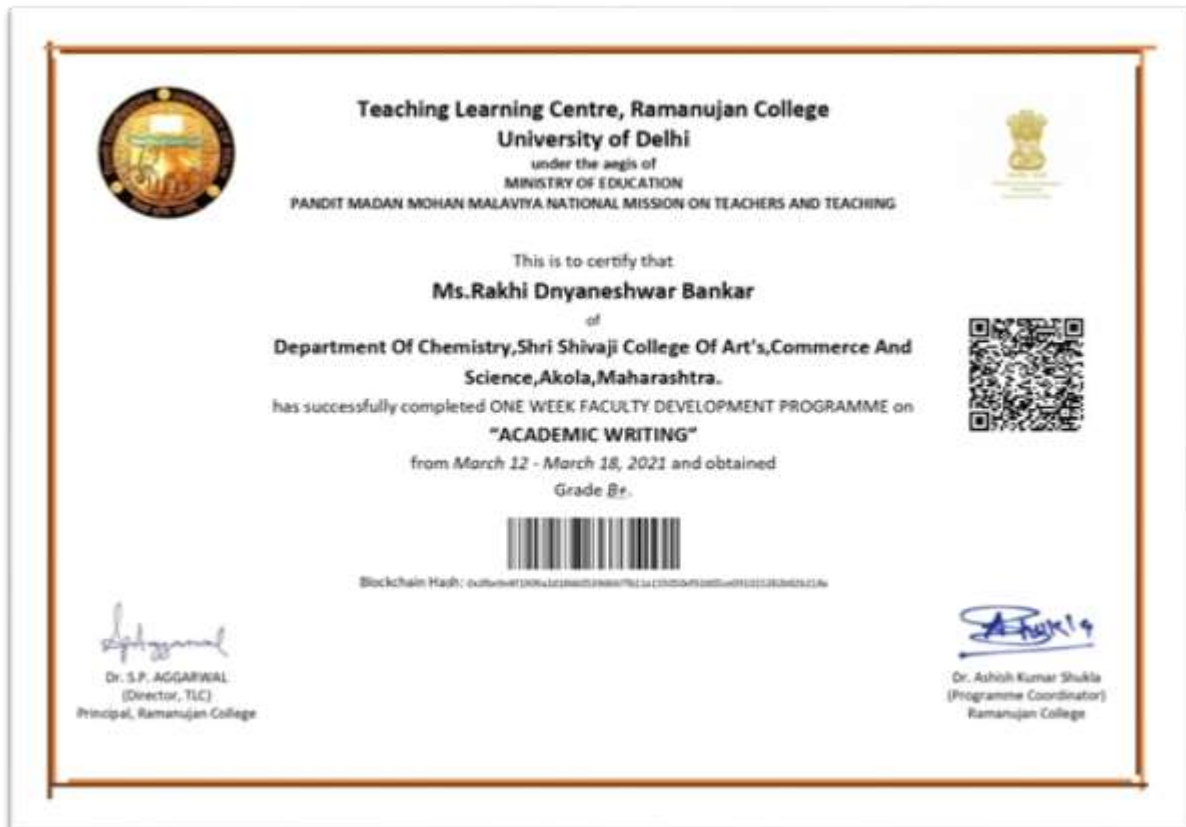 Teaching Learning Centre, Ramanujan College
University of Delhi
under the aegis of
MINISTRY OF EDUCATION
PANDIT MADAN MOHAN MALAVIYA NATIONAL MISSION ON TEACHERS AND TEACHING
This is to certify that
Ms.Rakhi Dnyaneshwar Bankar
of
Department Of Chemistry,Shri Shivaji College Of Art's,Commerce And
Science,Akola,Maharashtra.
has successfully completed ONE WEEK FACULTY DEVELOPMENT PROGRAMME on
"ACADEMIC WRITING"
from March 12 - March 18, 2021 and obtained
Grade B+.
Blockchain Hash:
Dr. S.P. AGGARWAL
(Director, TLC)
Principal, Ramanujan College
Dr. Ashish Kumar Shukla
(Programme Coordinator)
Ramanujan College